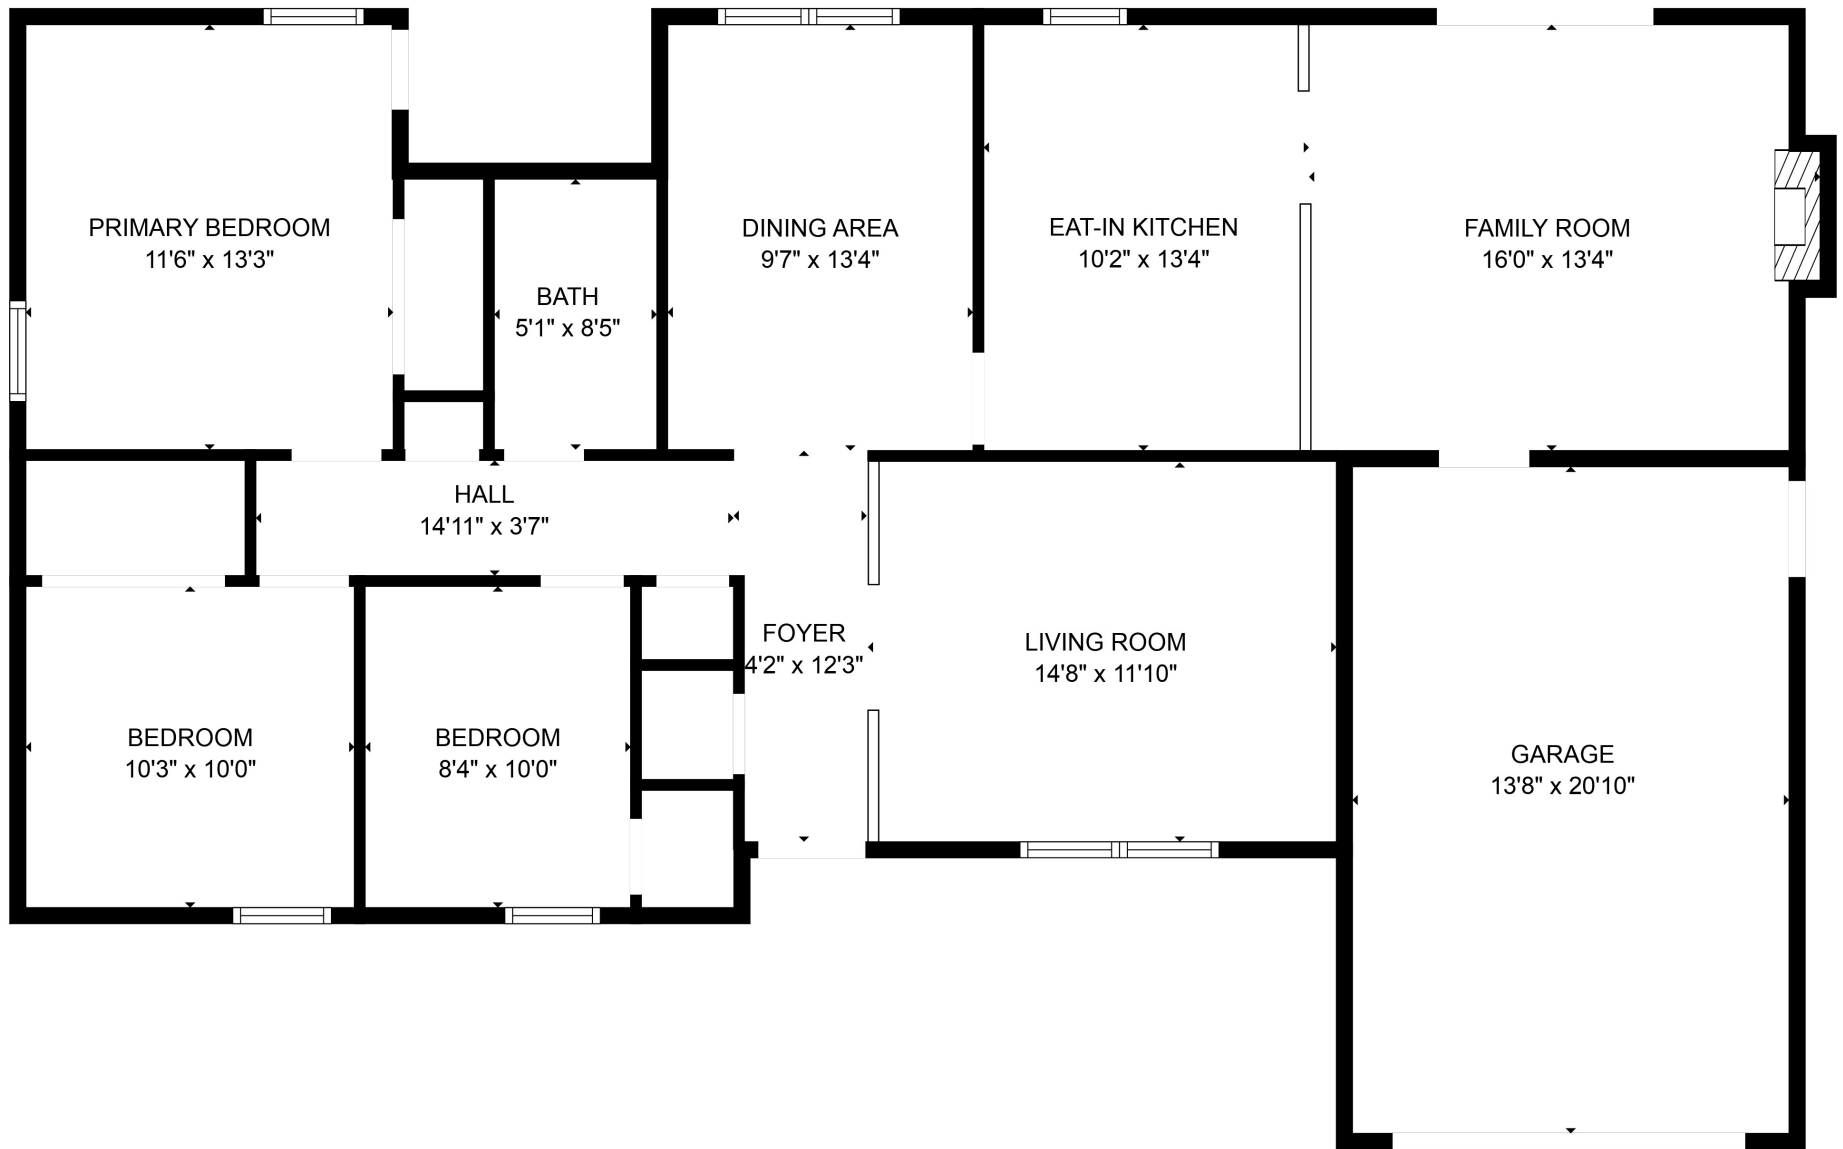 PRIMARY BEDROOM
11'6" x 13'3"
BATH
5'1" x 8'5"
DINING AREA
9'7" x 13'4"
EAT-IN KITCHEN
10'2" x 13'4"
FAMILY ROOM
16'0" x 13'4"
HALL
14'11" x 3'7"
FOYER
4'2" x 12'3"
LIVING ROOM
14'8" x 11'10"
BEDROOM
10'3" x 10'0"
BEDROOM
8'4" x 10'0"
GARAGE
13'8" x 20'10"